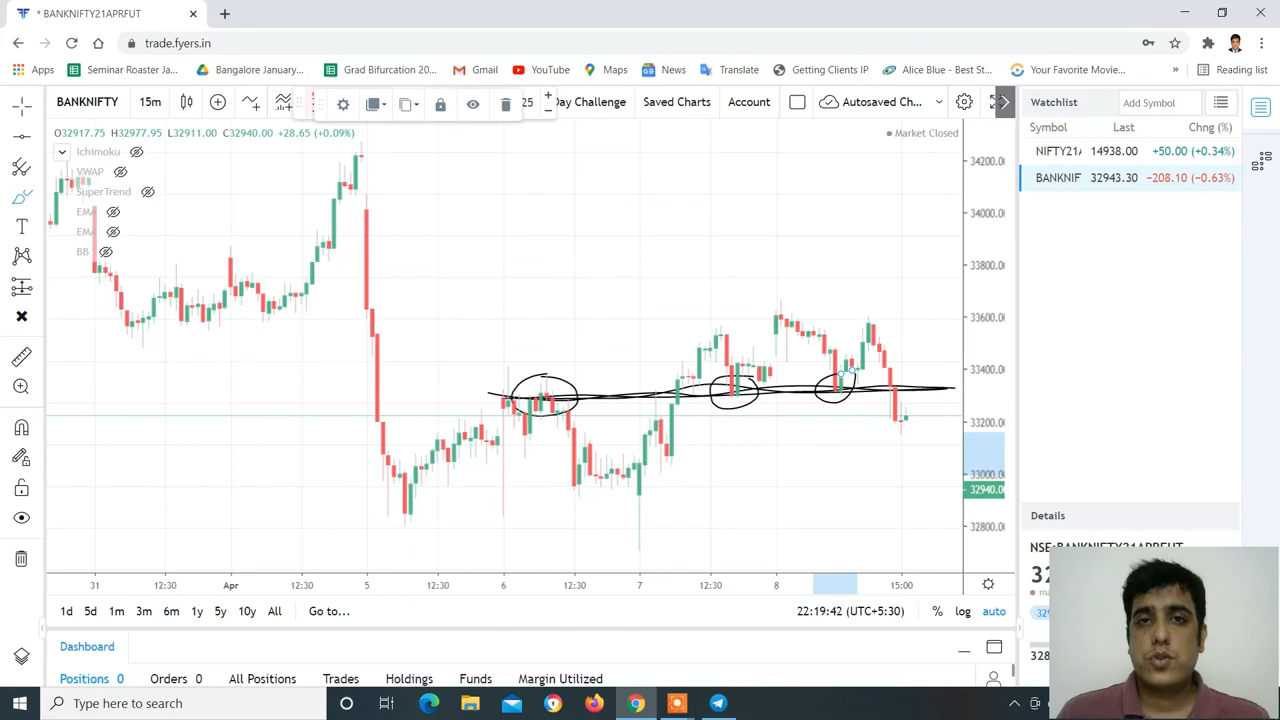 * BANKNIFTY21APRFUT
trade.fyers.in
Apps
Seminar Roaster Ja...
Bangalore January...
Grad Bifurcation 20...
Gmail
YouTube
Maps
News
Translate
Getting Clients IP
Alice Blue - Best St...
Your Favorite Movie...
»
Reading list
BANKNIFTY
15m
25
Day Challenge
Saved Charts
Account
Autosaved Ch...
Watchlist
Add Symbol
Symbol Last Chng (%)
NIFTY21 14938.00 +50.00 (+0.34%)
BANKNIF 32943.30 −208.10 (−0.63%)
O32917.75 H32977.95 L32911.00 C32940.00 +28.65 (+0.09%)
Market Closed
Ichimoku
VWAP
SuperTrend
EMA
EMA
BB
34200.00
34000.00
33800.00
33600.00
33400.00
33200.00
33000.00
32940.00
32800.00
31 12:30 Apr 12:30 5 12:30 6 12:30 7 12:30 8 15:00
1d 5d 1m 3m 6m 1y 5y 10y All Go to...
22:19:42 (UTC+5:30) % log auto
Details
NSE:BANKNIFTY21APRFUT
Dashboard
Positions 0 Orders 0 All Positions Trades Holdings Funds Margin Utilized
Type here to search